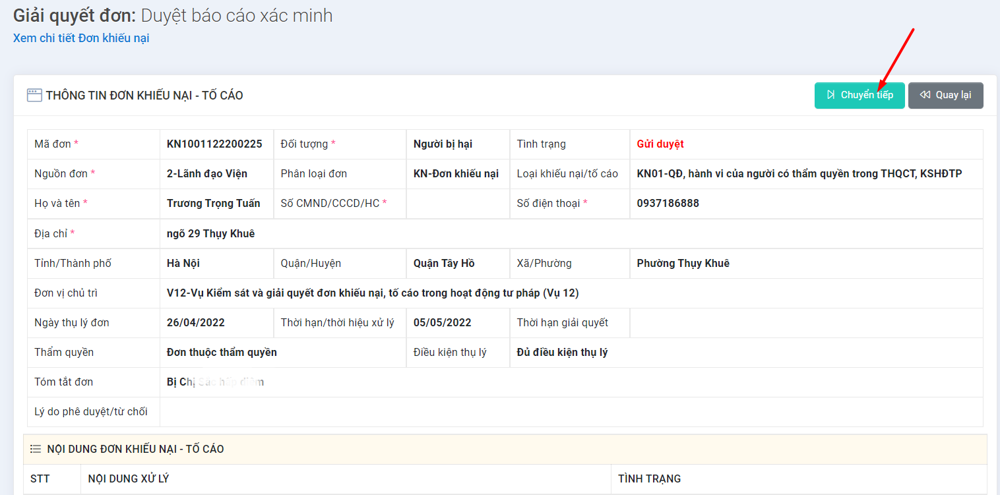 Giải quyết đơn: Duyệt báo cáo xác minh
Xem chi tiết Đơn khiếu nại
THÔNG TIN ĐƠN KHIẾU NẠI - TỐ CÁO
Chuyển tiếp Quay lại
Mã đơn * KN1001122200225 Đối tượng * Người bị hại Tình trạng Gửi duyệt
Nguồn đơn * 2-Lãnh đạo Viện Phân loại đơn KN-Đơn khiếu nại Loại khiếu nại/tố cáo KN01-QĐ, hành vi của người có thẩm quyền trong THQCT, KSHĐTP
Họ và tên * Trương Trọng Tuấn Số CMND/CCCD/HC * Số điện thoại * 0937186888
Địa chỉ * ngõ 29 Thụy Khuê
Tỉnh/Thành phố Hà Nội Quận/Huyện Quận Tây Hồ Xã/Phường Phường Thụy Khuê
Đơn vị chủ trì V12-Vụ Kiểm sát và giải quyết đơn khiếu nại, tố cáo trong hoạt động tư pháp (Vụ 12)
Ngày thụ lý đơn 26/04/2022 Thời hạn/thời hiệu xử lý 05/05/2022 Thời hạn giải quyết
Thẩm quyền Đơn thuộc thẩm quyền Điều kiện thụ lý Đủ điều kiện thụ lý
Tóm tắt đơn Bị Chị
Lý do phê duyệt/từ chối
NỘI DUNG ĐƠN KHIẾU NẠI - TỐ CÁO
STT NỘI DUNG XỬ LÝ TÌNH TRẠNG